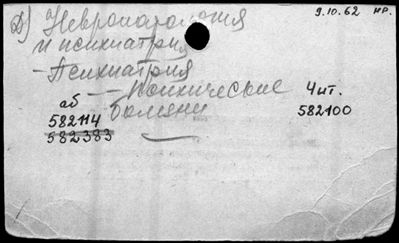 Д) Невропатология 9.10.62 нр.
и психиатрия
- Психиатрия
- — Психические Чит.
аб болезни 582100
582114
582383